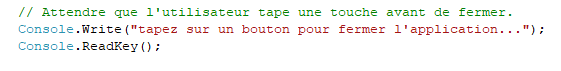 // Attendre que l'utilisateur tape une touche avant de fermer.
Console.Write("tapez sur un bouton pour fermer l'application...");
Console.ReadKey();